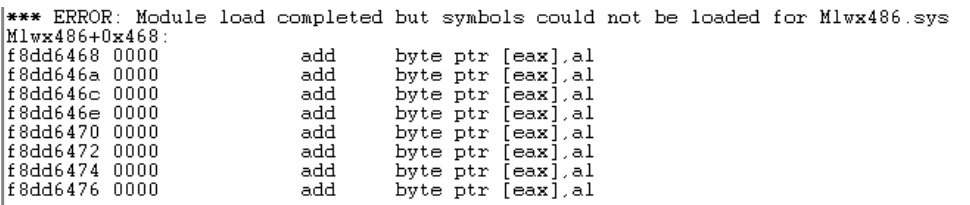 *** ERROR: Module load completed but symbols could not be loaded for Mlwx486.sys
Mlwx486+0x468:
f8dd6468 0000 add byte ptr [eax],al
f8dd646a 0000 add byte ptr [eax],al
f8dd646c 0000 add byte ptr [eax],al
f8dd646e 0000 add byte ptr [eax],al
f8dd6470 0000 add byte ptr [eax],al
f8dd6472 0000 add byte ptr [eax],al
f8dd6474 0000 add byte ptr [eax],al
f8dd6476 0000 add byte ptr [eax],al